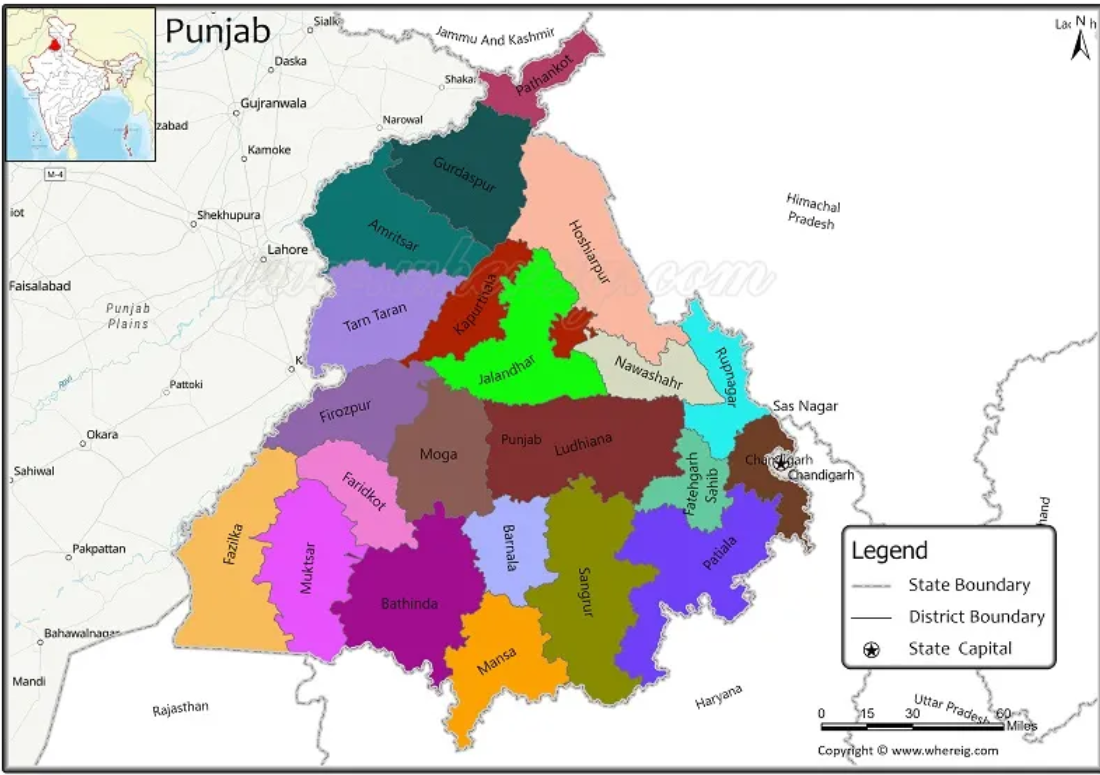 Punjab
Sialk
Jammu And Kashmir
N
Daska
Shaka
Pathankot
Gujranwala
zabad
Narowal
Kamoke
Gurdaspur
M-4
Himachal
Pradesh
iot
Shekhupura
Amritsar
Hoshiarpur
Lahore
Faisalabad
Punjab
Plains
Tarn Taran
Kapurthala
K
Jalandhar
Nawashahr
Rupnagar
Ravi
Pattoki
Firozpur
Sas Nagar
Okara
Moga
Punjab
Ludhiana
Sahiwal
Chandigarh
Chandigarh
Faridkot
Fatehgarh
Sahib
Fazilka
Muktsar
Barnala
Patiala
hand
Pakpattan
Sangrur
Bathinda
Bahawalnagar
Mansa
Mandi
Rajasthan
Haryana
Uttar Pradesh
Legend
State Boundary
District Boundary
State Capital
0 15 30 60
Miles
Copyright © www.whereig.com